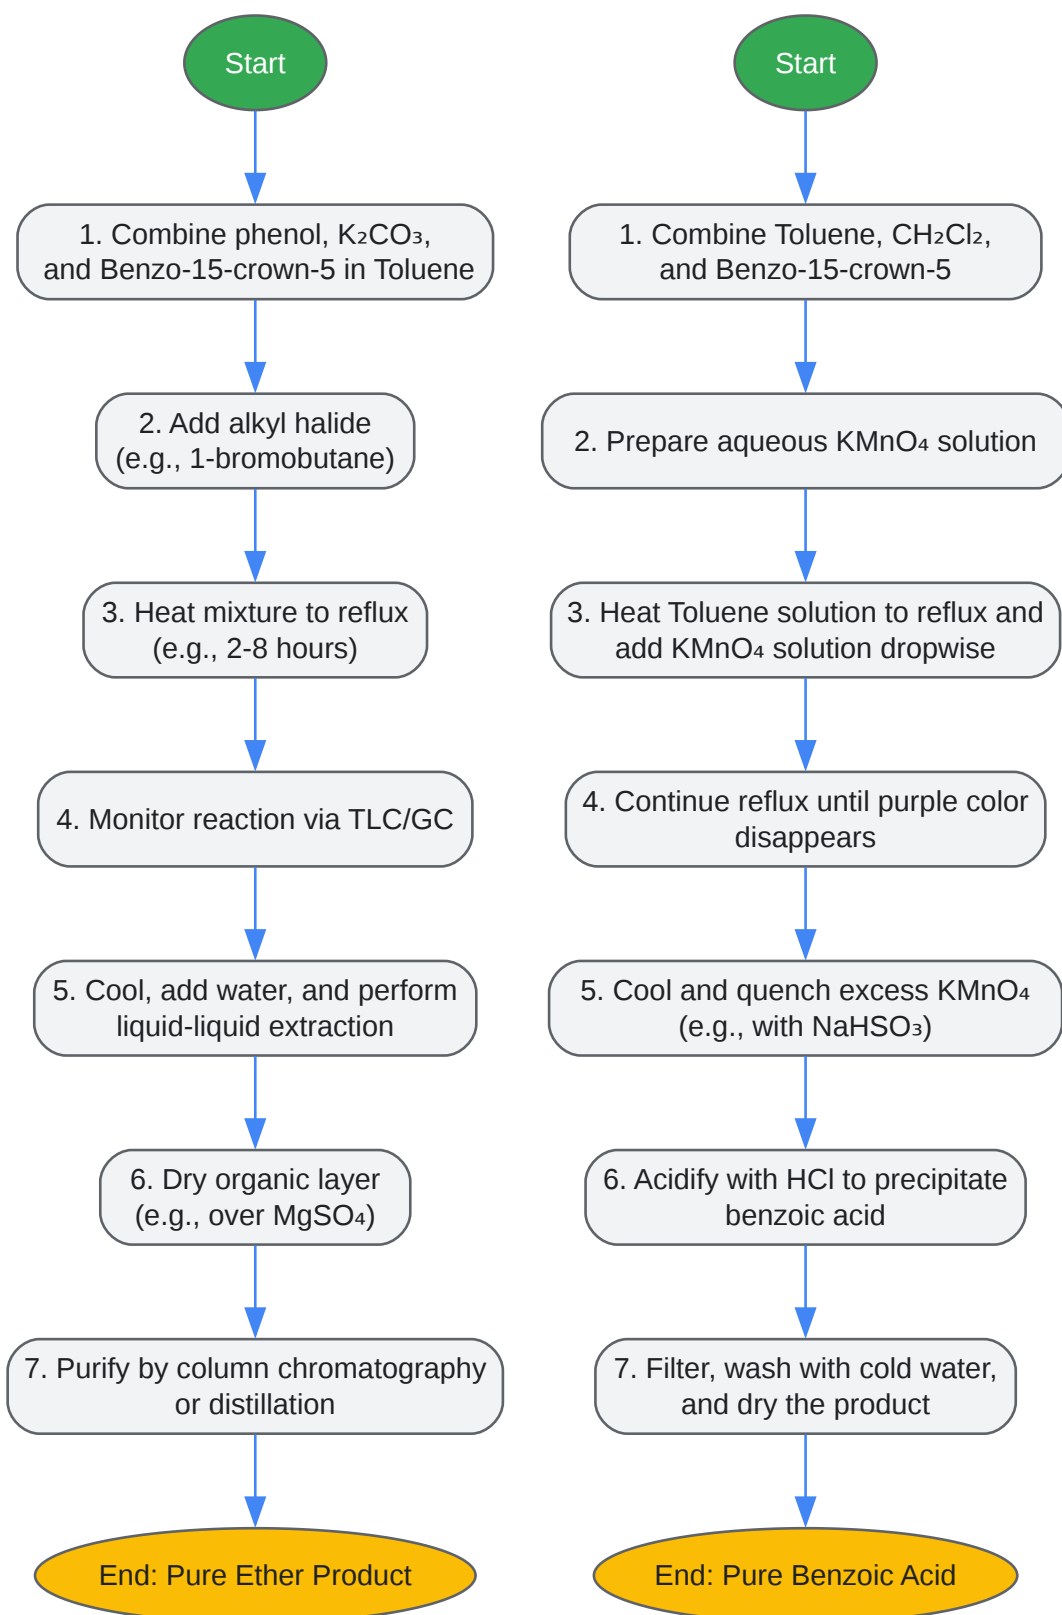 Start
1. Combine phenol, K₂CO₃,
and Benzo-15-crown-5 in Toluene
2. Add alkyl halide
(e.g., 1-bromobutane)
3. Heat mixture to reflux
(e.g., 2-8 hours)
4. Monitor reaction via TLC/GC
5. Cool, add water, and perform
liquid-liquid extraction
6. Dry organic layer
(e.g., over MgSO₄)
7. Purify by column chromatography
or distillation
End: Pure Ether Product
Start
1. Combine Toluene, CH₂Cl₂,
and Benzo-15-crown-5
2. Prepare aqueous KMnO₄ solution
3. Heat Toluene solution to reflux and
add KMnO₄ solution dropwise
4. Continue reflux until purple color
disappears
5. Cool and quench excess KMnO₄
(e.g., with NaHSO₃)
6. Acidify with HCl to precipitate
benzoic acid
7. Filter, wash with cold water,
and dry the product
End: Pure Benzoic Acid